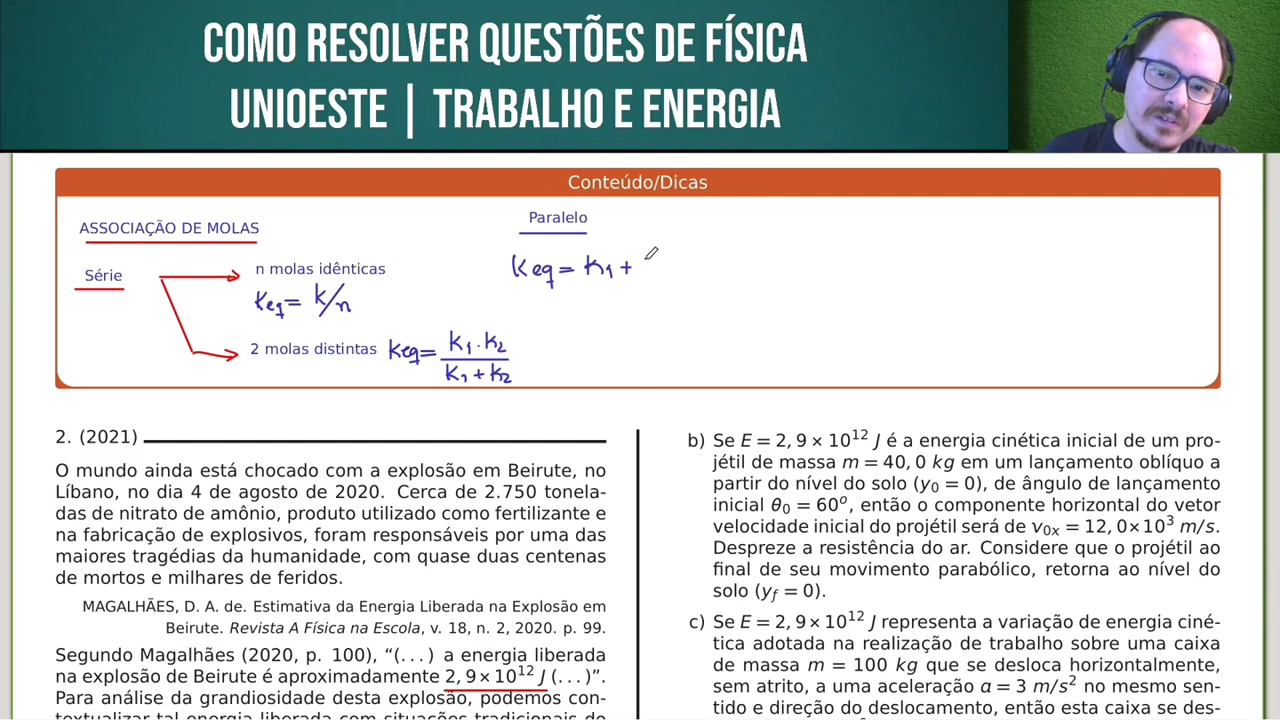 COMO RESOLVER QUESTÕES DE FÍSICA
UNIOESTE | TRABALHO E ENERGIA
Conteúdo/Dicas
ASSOCIAÇÃO DE MOLAS
Série
n molas idênticas
Keq = K/n
2 molas distintas Keq = K1 . K2 / K1 + K2
Paralelo
Keq = K1 +
2. (2021)
O mundo ainda está chocado com a explosão em Beirute, no
Líbano, no dia 4 de agosto de 2020. Cerca de 2.750 tonela-
das de nitrato de amônio, produto utilizado como fertilizante e
na fabricação de explosivos, foram responsáveis por uma das
maiores tragédias da humanidade, com quase duas centenas
de mortos e milhares de feridos.
MAGALHÃES, D. A. de. Estimativa da Energia Liberada na Explosão em
Beirute. Revista A Física na Escola, v. 18, n. 2, 2020. p. 99.
Segundo Magalhães (2020, p. 100), “(...) a energia liberada
na explosão de Beirute é aproximadamente 2, 9 × 10¹² J (...)”.
Para análise da grandiosidade desta explosão, podemos con-
textualizar tal energia liberada com situações tradicionais do
b) Se E = 2, 9 × 10¹² J é a energia cinética inicial de um pro-
jétil de massa m = 40, 0 kg em um lançamento oblíquo a
partir do nível do solo (y₀ = 0), de ângulo de lançamento
inicial θ₀ = 60º, então o componente horizontal do vetor
velocidade inicial do projétil será de v₀ₓ = 12, 0×10³ m/s.
Despreze a resistência do ar. Considere que o projétil ao
final de seu movimento parabólico, retorna ao nível do
solo (y_f = 0).
c) Se E = 2, 9 × 10¹² J representa a variação de energia ciné-
tica adotada na realização de trabalho sobre uma caixa
de massa m = 100 kg que se desloca horizontalmente,
sem atrito, a uma aceleração a = 3 m/s² no mesmo sen-
tido e direção do deslocamento, então esta caixa se des-